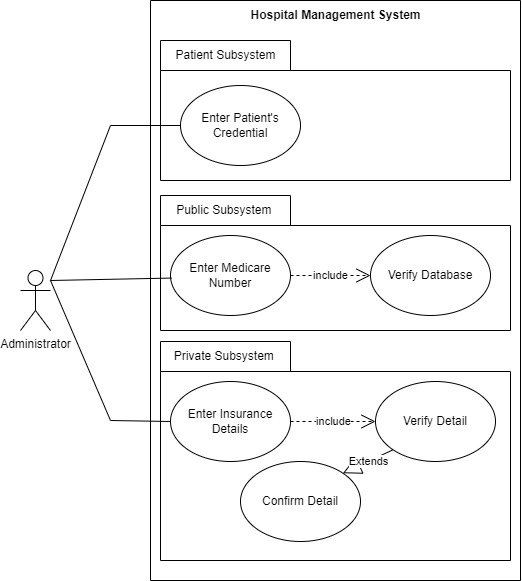 Hospital Management System
Patient Subsystem
Enter Patient's
Credential
Public Subsystem
Enter Medicare
Number
include
Verify Database
Administrator
Private Subsystem
Enter Insurance
Details
include
Verify Detail
Extends
Confirm Detail